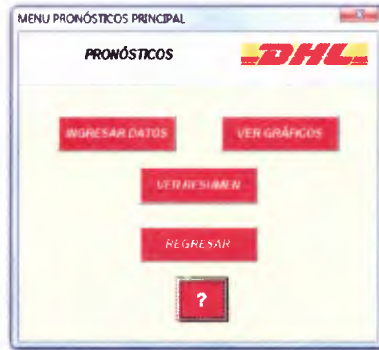 MENU PRONÓSTICOS PRINCIPAL
PRONÓSTICOS
DHL
INGRESAR DATOS
VER GRÁFICOS
VER RESUMEN
REGRESAR
?